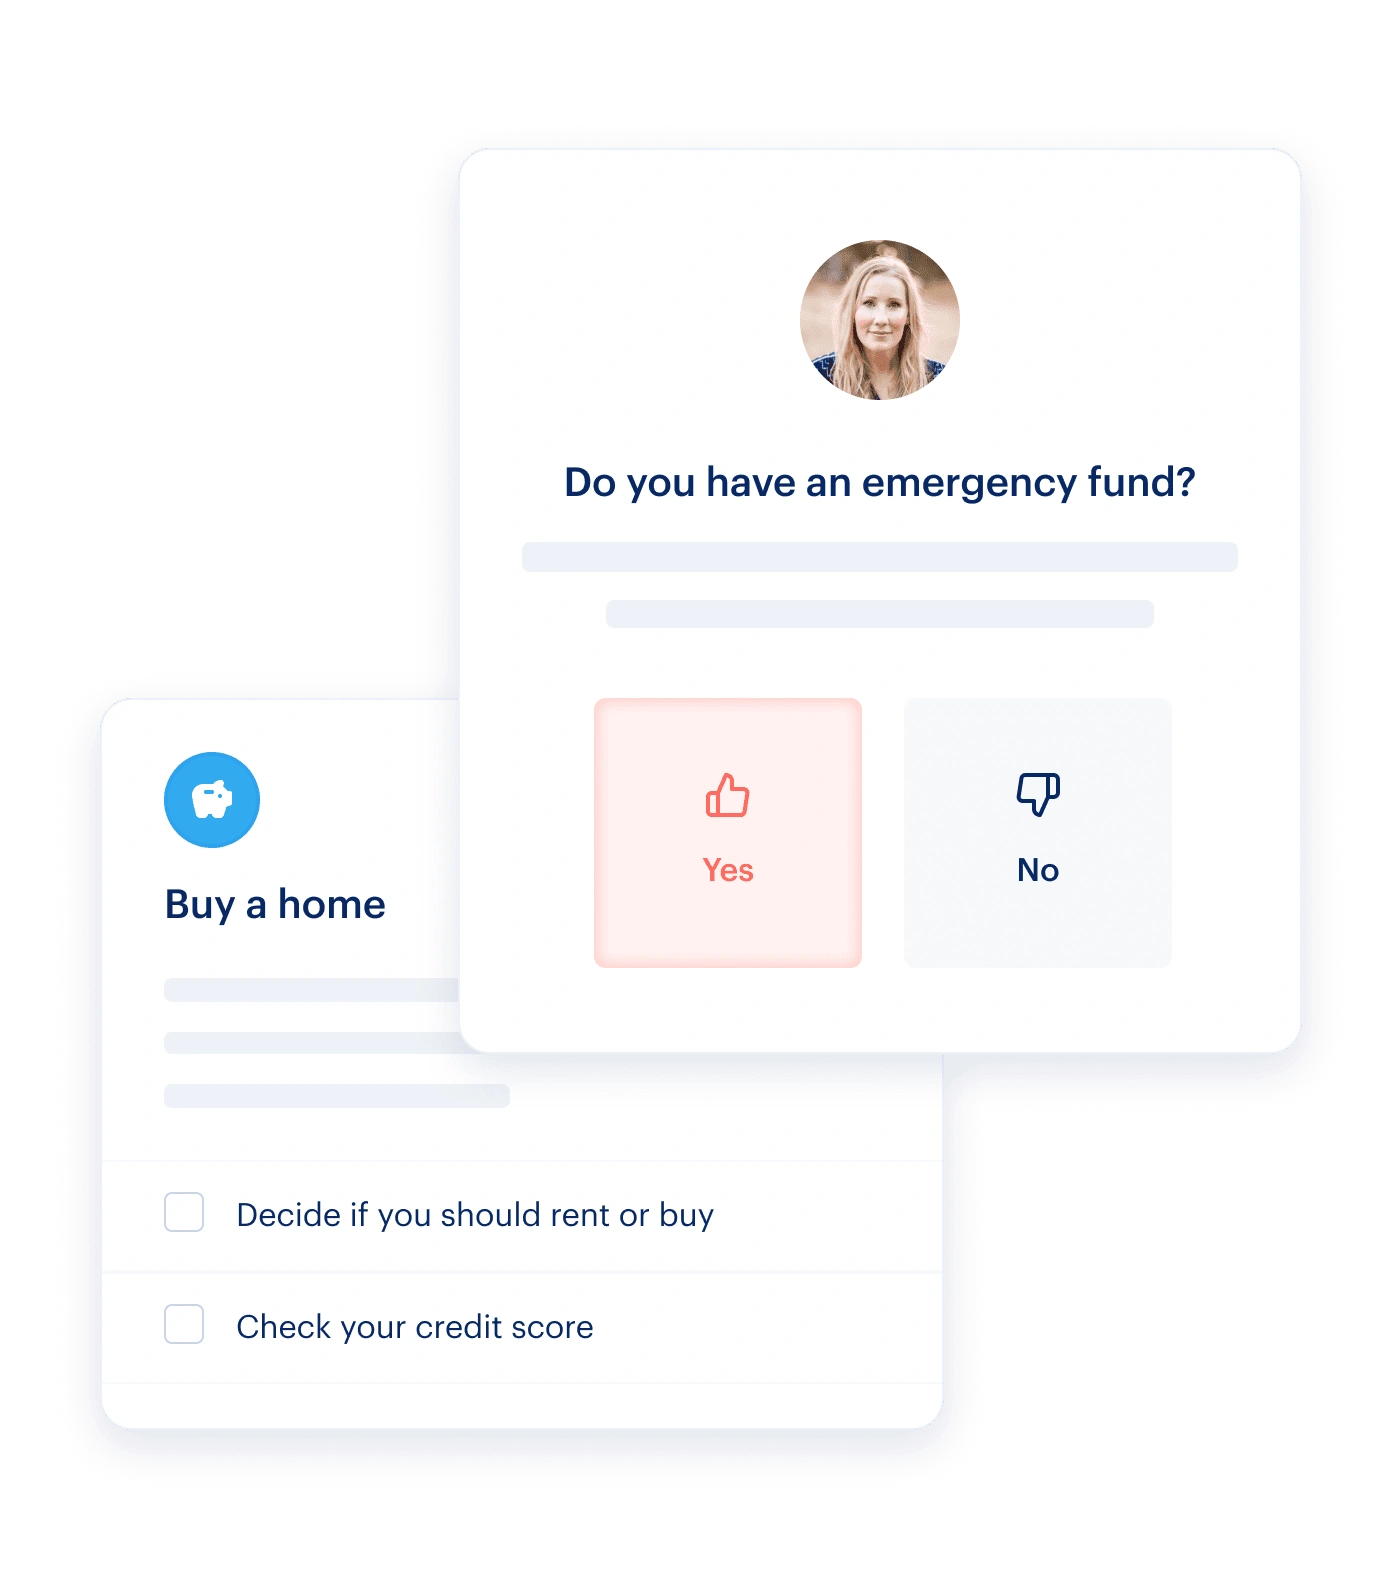 Do you have an emergency fund?
Yes
No
Buy a home
Decide if you should rent or buy
Check your credit score